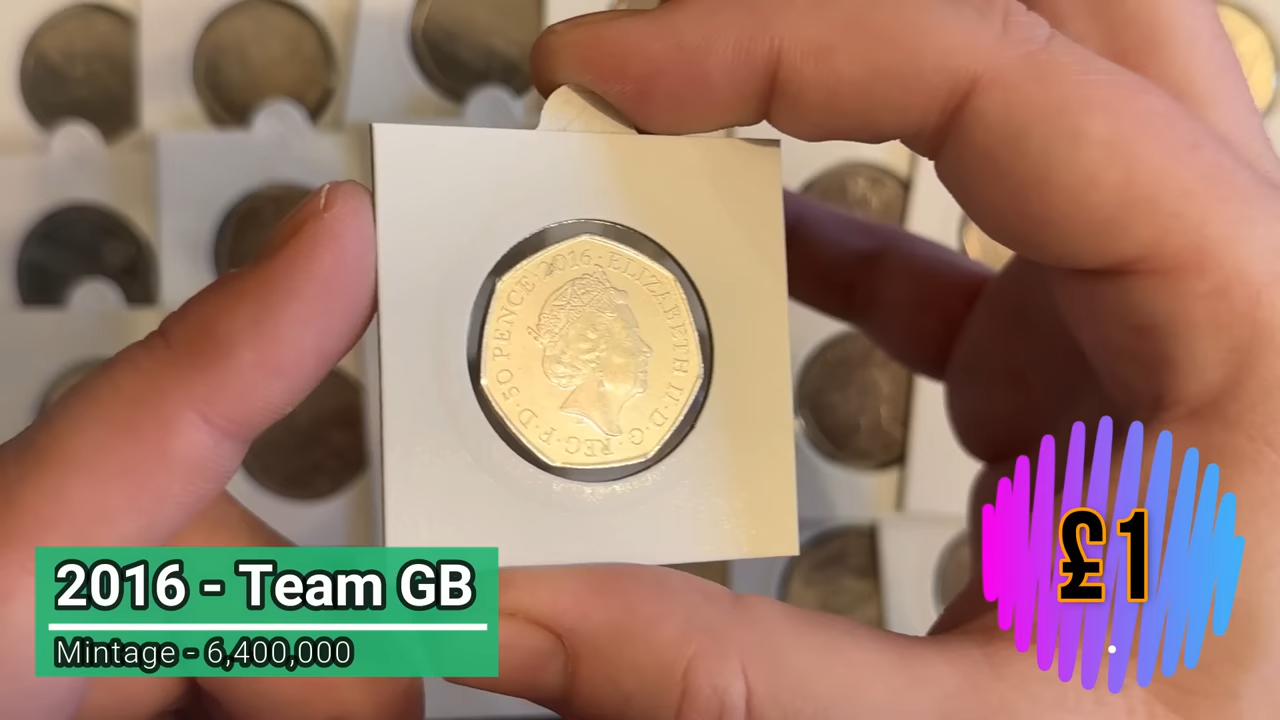 50 PENCE · 2016 · ELIZABETH II · D · G · REG · F · D ·
2016 - Team GB
Mintage - 6,400,000
£1